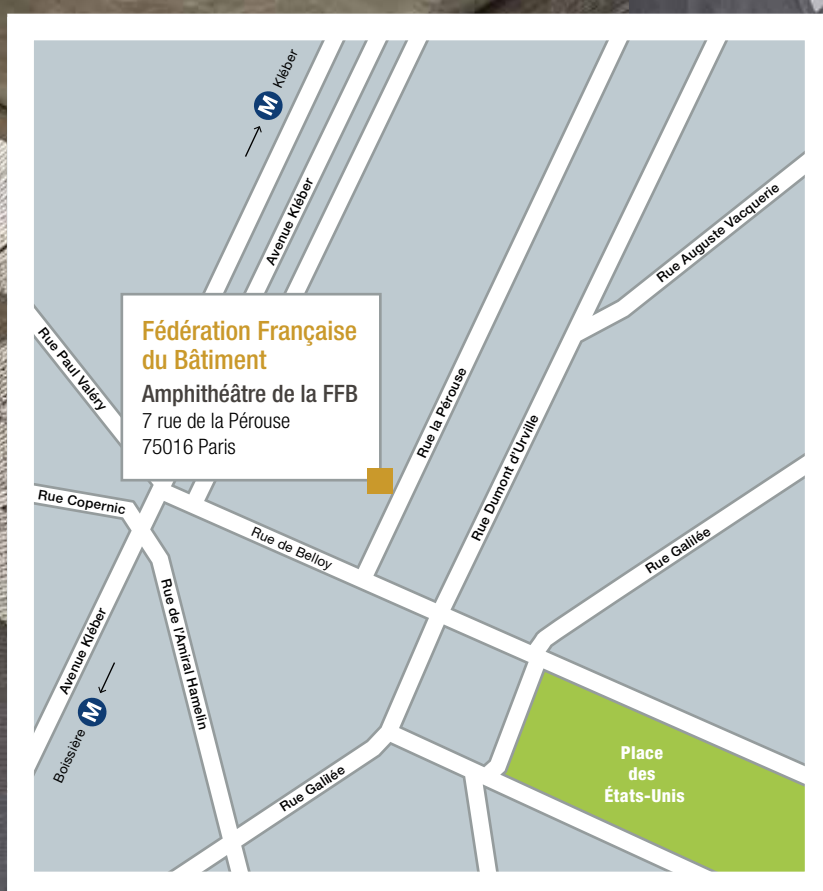 M Kléber
Avenue Kléber
Rue Auguste Vacquerie
Fédération Française
du Bâtiment
Amphithéâtre de la FFB
7 rue de la Pérouse
75016 Paris
Rue Paul Valéry
Rue la Pérouse
Rue Dumont d'Urville
Rue Copernic
Rue de Belloy
Rue Galilée
Rue de l'Amiral Hamelin
Avenue Kléber
M
Boissière
Rue Galilée
Place
des
États-Unis